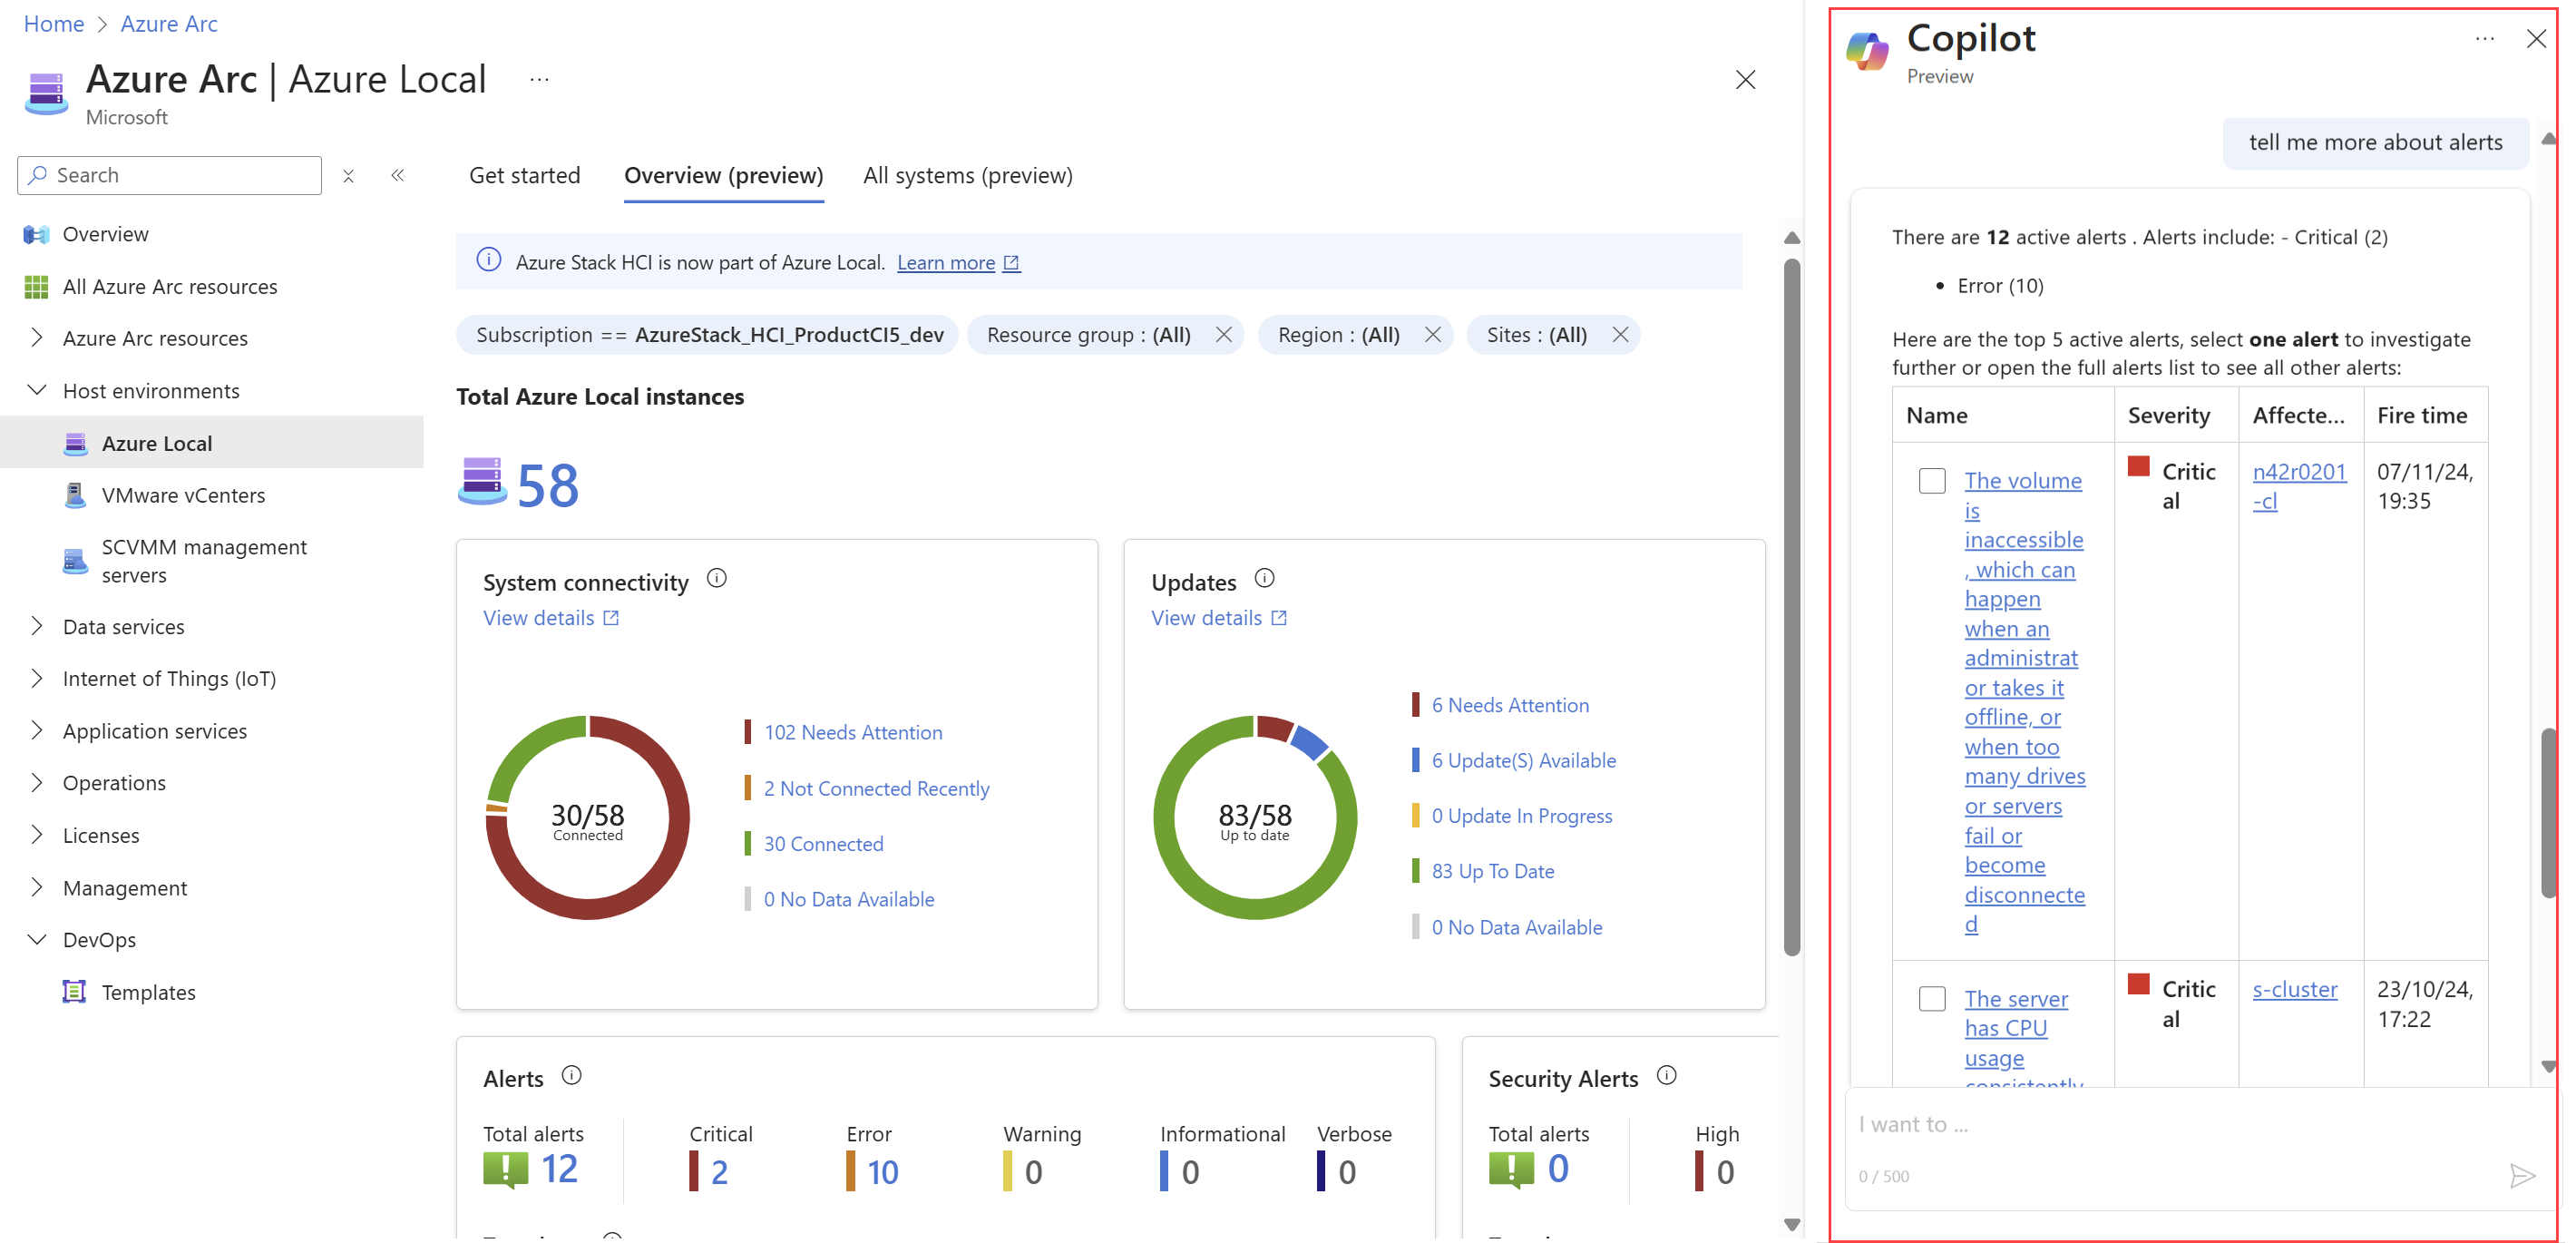 Home > Azure Arc
Azure Arc | Azure Local ...
Microsoft
Search
Overview
All Azure Arc resources
Azure Arc resources
Host environments
Azure Local
VMware vCenters
SCVMM management
servers
Data services
Internet of Things (IoT)
Application services
Operations
Licenses
Management
DevOps
Templates
Get started
Overview (preview)
All systems (preview)
Azure Stack HCI is now part of Azure Local. Learn more
Subscription == AzureStack_HCI_ProductCI5_dev
Resource group : (All)
Region : (All)
Sites : (All)
Total Azure Local instances
58
System connectivity
View details
30/58
Connected
102 Needs Attention
2 Not Connected Recently
30 Connected
0 No Data Available
Updates
View details
83/58
Up to date
6 Needs Attention
6 Update(S) Available
0 Update In Progress
83 Up To Date
0 No Data Available
Alerts
Total alerts
12
Critical
2
Error
10
Warning
0
Informational
0
Verbose
0
Security Alerts
Total alerts
0
High
0
Copilot
Preview
tell me more about alerts
There are 12 active alerts . Alerts include: - Critical (2)
• Error (10)
Here are the top 5 active alerts, select one alert to investigate
further or open the full alerts list to see all other alerts:
Name
Severity
Affecte...
Fire time
The volume
is
inaccessible
, which can
happen
when an
administrat
or takes it
offline, or
when too
many drives
or servers
fail or
become
disconnecte
d
Critic
al
n42r0201
-cl
07/11/24,
19:35
The server
has CPU
usage
consistently
Critic
al
s-cluster
23/10/24,
17:22
I want to ...
0 / 500